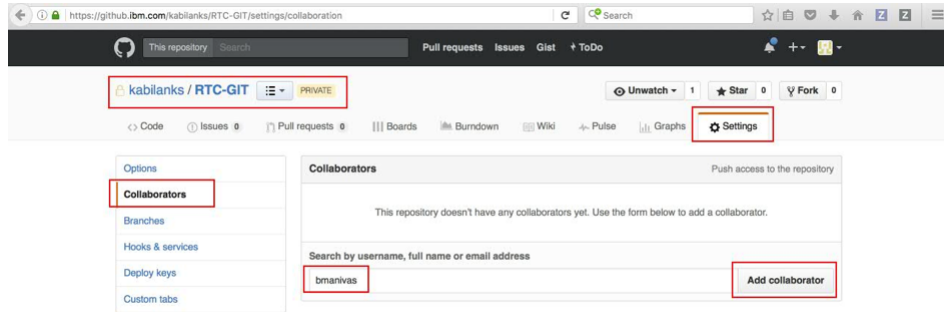 https://github.ibm.com/kabilanks/RTC-GIT/settings/collaboration
Search
This repository Search
Pull requests Issues Gist ToDo
kabilanks / RTC-GIT PRIVATE
Unwatch 1 Star 0 Fork 0
Code Issues 0 Pull requests 0 Boards Burndown Wiki Pulse Graphs Settings
Options
Collaborators
Branches
Hooks & services
Deploy keys
Custom tabs
Collaborators Push access to the repository
This repository doesn't have any collaborators yet. Use the form below to add a collaborator.
Search by username, full name or email address
bmanivas Add collaborator